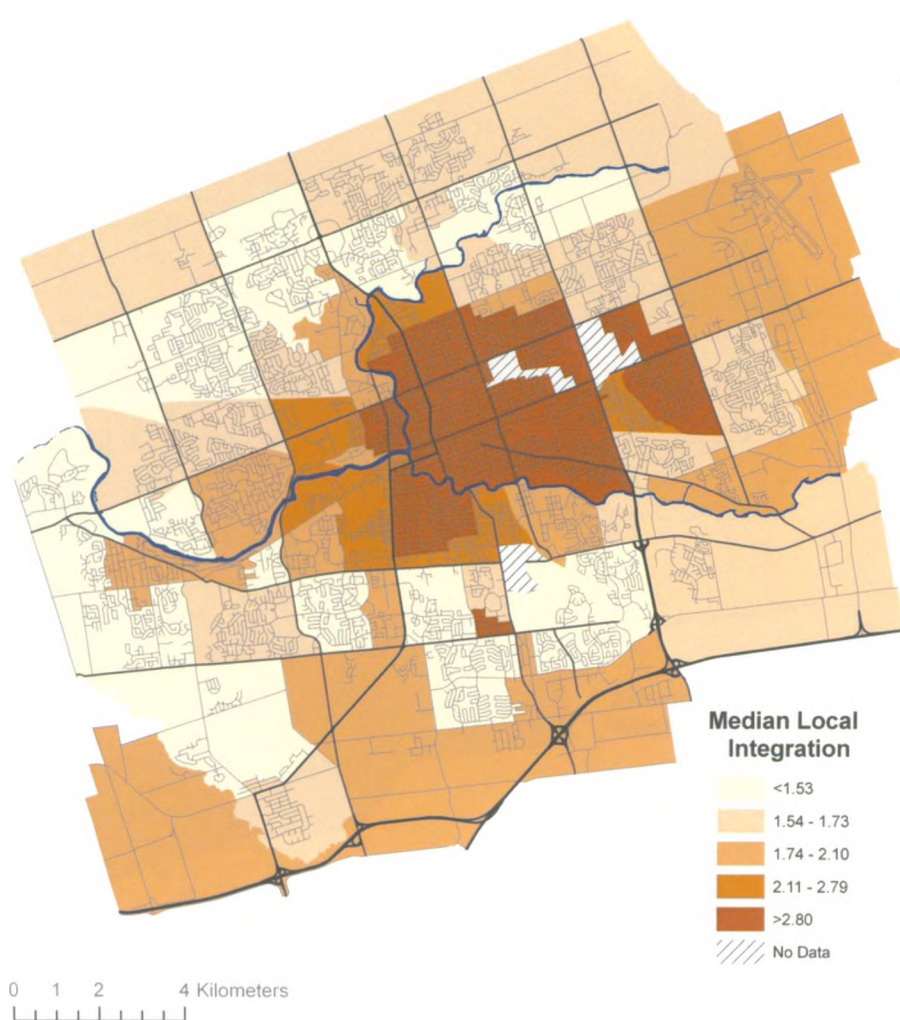 Median Local
Integration
<1.53
1.54 - 1.73
1.74 - 2.10
2.11 - 2.79
>2.80
No Data
0 1 2 4 Kilometers